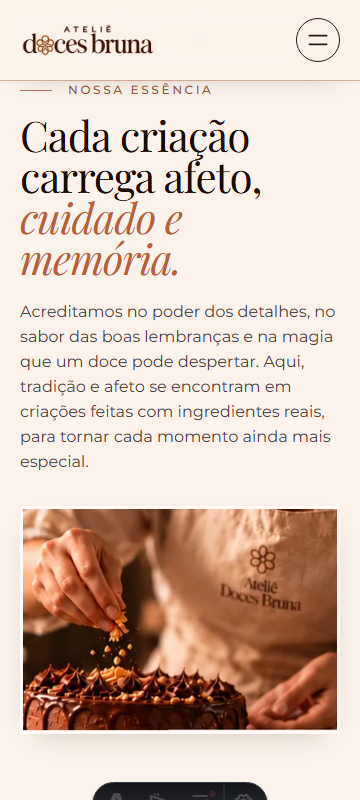 ATELIÊ
doces bruna
NOSSA ESSÊNCIA
Cada criação
carrega afeto,
cuidado e
memória.
Acreditamos no poder dos detalhes, no
sabor das boas lembranças e na magia
que um doce pode despertar. Aqui,
tradição e afeto se encontram em
criações feitas com ingredientes reais,
para tornar cada momento ainda mais
especial.
Ateliê
Doces Bruna